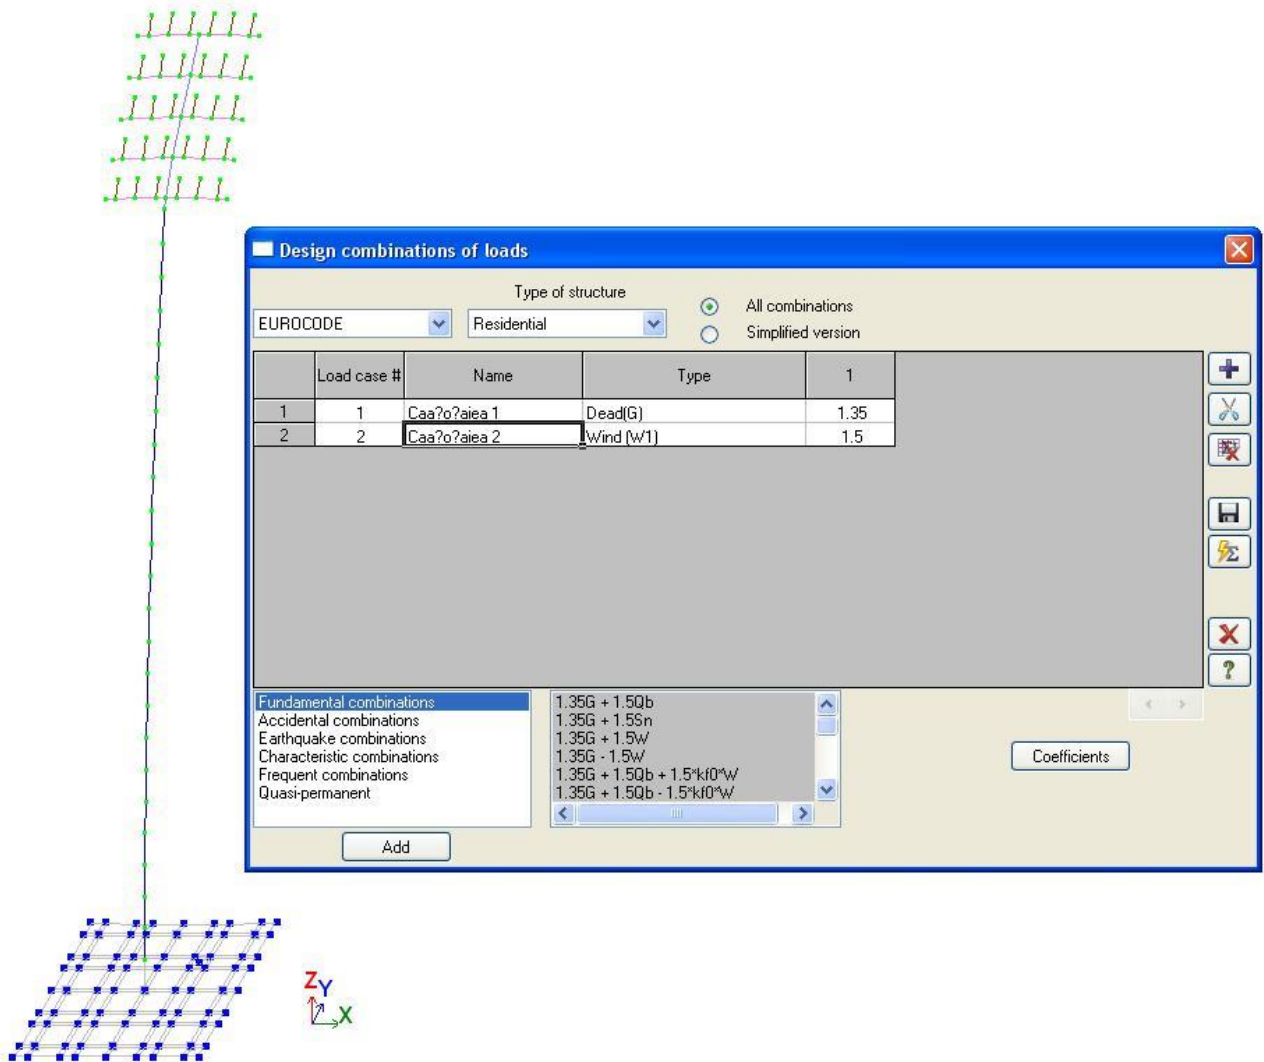 Design combinations of loads
Type of structure
EUROCODE
Residential
All combinations
Simplified version
Load case # Name Type 1
1 1 Caa?o?aiea 1 Dead(G) 1.35
2 2 Caa?o?aiea 2 Wind (W1) 1.5
Fundamental combinations
Accidental combinations
Earthquake combinations
Characteristic combinations
Frequent combinations
Quasi-permanent
1.35G + 1.5Qb
1.35G + 1.5Sn
1.35G + 1.5W
1.35G - 1.5W
1.35G + 1.5Qb + 1.5*kf0*W
1.35G + 1.5Qb - 1.5*kf0*W
Coefficients
Add
Z
Y
X